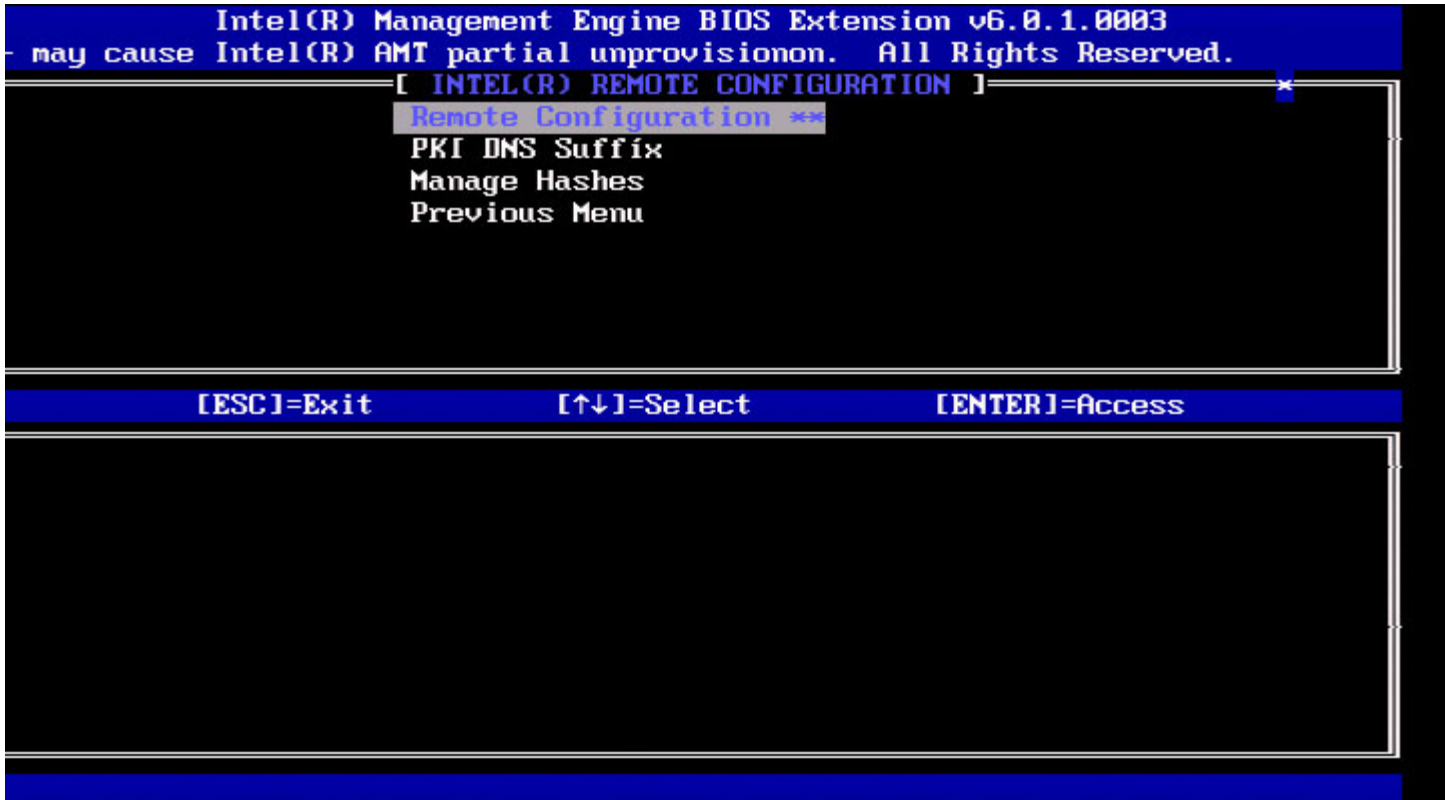 Intel(R) Management Engine BIOS Extension v6.0.1.0003
- may cause Intel(R) AMT partial unprovisionon. All Rights Reserved.
[ INTEL(R) REMOTE CONFIGURATION ] *
Remote Configuration **
PKI DNS Suffix
Manage Hashes
Previous Menu
[ESC]=Exit [↑↓]=Select [ENTER]=Access